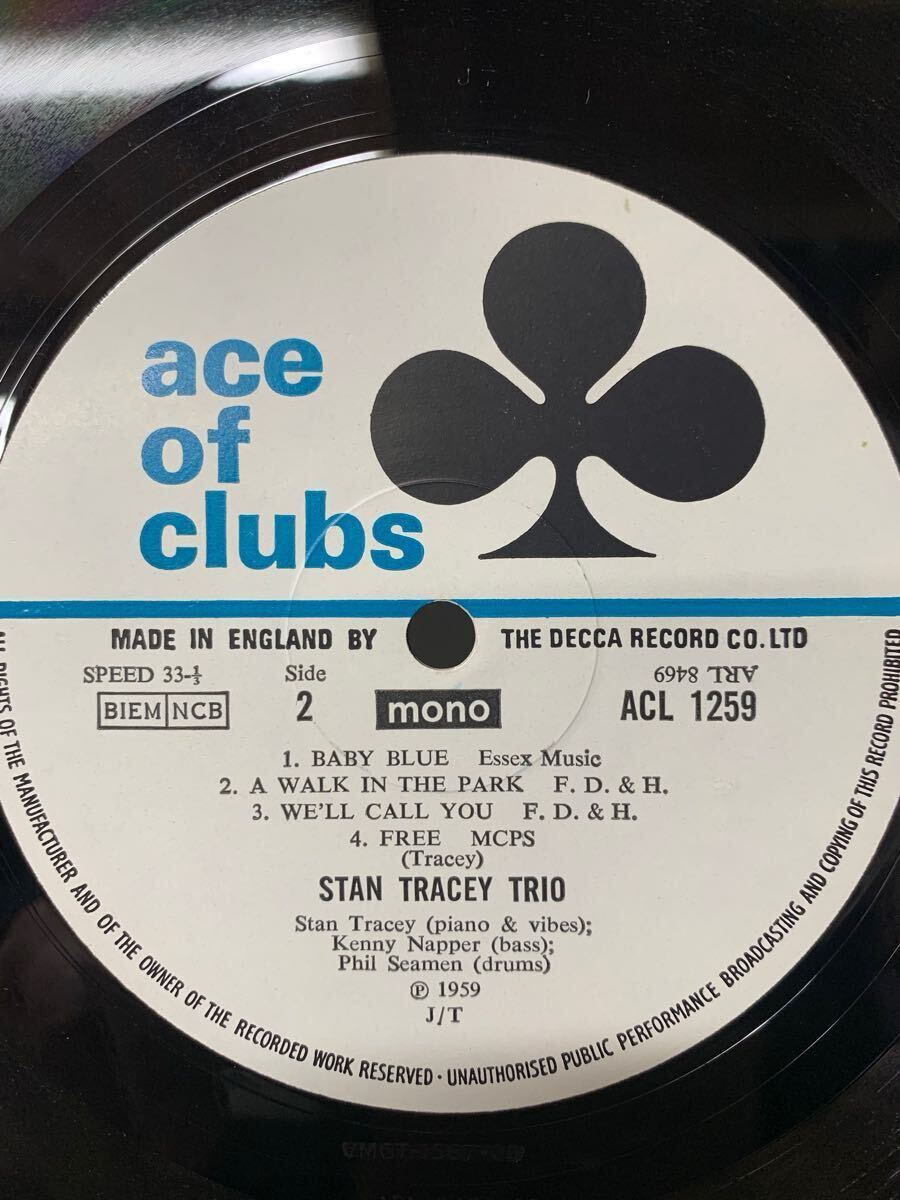 ace
of
clubs
MADE IN ENGLAND BY THE DECCA RECORD CO. LTD
SPEED 33-⅓ Side ARL 8469
BIEM NCB 2 mono ACL 1259
1. BABY BLUE Essex Music
2. A WALK IN THE PARK F. D. & H.
3. WE'LL CALL YOU F. D. & H.
4. FREE MCPS
(Tracey)
STAN TRACEY TRIO
Stan Tracey (piano & vibes);
Kenny Napper (bass);
Phil Seamen (drums)
℗ 1959
J/T
RIGHTS OF THE MANUFACTURER AND OF THE OWNER OF THE RECORDED WORK RESERVED · UNAUTHORISED PUBLIC PERFORMANCE BROADCASTING AND COPYING OF THIS RECORD PROHIBITED